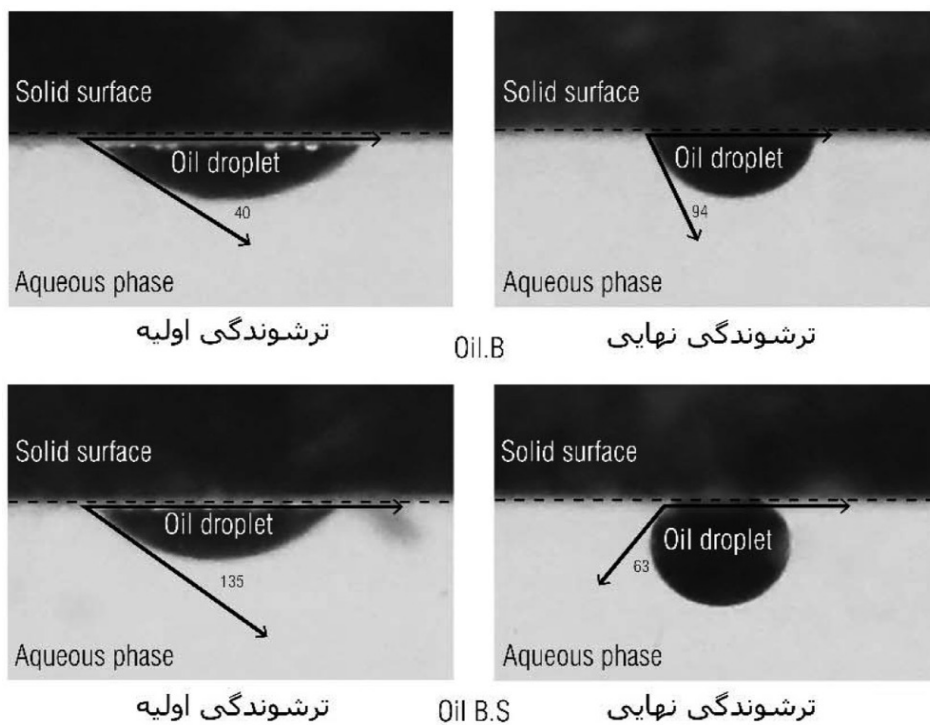 Solid surface
Oil droplet
40
Aqueous phase
ترشوندگی اولیه
Solid surface
Oil droplet
94
Aqueous phase
ترشوندگی نهایی
Oil.B
Solid surface
Oil droplet
135
Aqueous phase
ترشوندگی اولیه
Solid surface
Oil droplet
63
Aqueous phase
ترشوندگی نهایی
Oil B.S